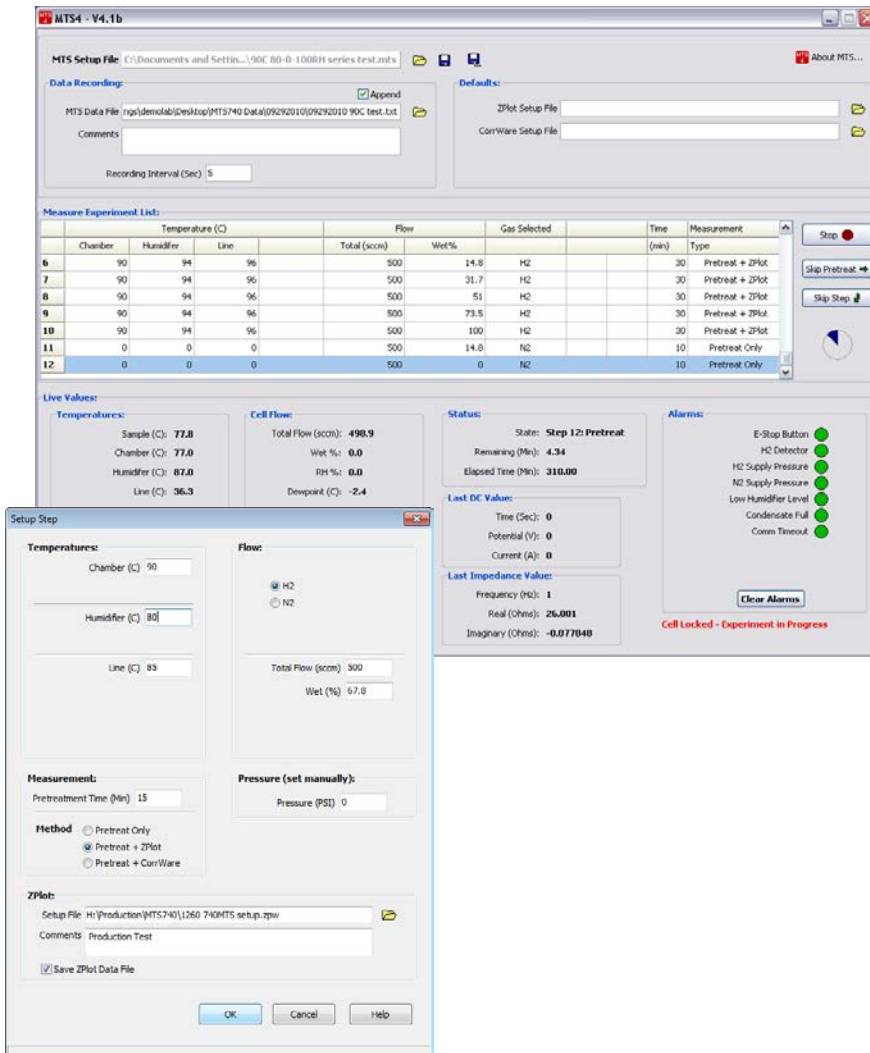 MTS4 - V4.1b
MTS Setup File C:\Documents and Settin...\90C 80-0-100RH series test.mts
About MTS...
Data Recording:
Append
MTS Data File ngs\demolab\Desktop\MTS740 Data\09292010\09292010 90C test.txt
Comments
Recording Interval (Sec) 5
Defaults:
ZPlot Setup File
CorrWare Setup File
Measure Experiment List:
Temperature (C) Flow Gas Selected Time Measurement
Chamber Humidifer Line Total (sccm) Wet% (min) Type
6 90 94 96 500 14.8 H2 30 Pretreat + ZPlot
7 90 94 96 500 31.7 H2 30 Pretreat + ZPlot
8 90 94 96 500 51 H2 30 Pretreat + ZPlot
9 90 94 96 500 73.5 H2 30 Pretreat + ZPlot
10 90 94 96 500 100 H2 30 Pretreat + ZPlot
11 0 0 0 500 14.8 N2 10 Pretreat Only
12 0 0 0 500 0 N2 10 Pretreat Only
Stop
Skip Pretreat
Skip Step
Live Values:
Temperatures:
Sample (C): 77.8
Chamber (C): 77.0
Humidifer (C): 87.0
Line (C): 36.3
Cell Flow:
Total Flow (sccm): 498.9
Wet %: 0.0
RH %: 0.0
Dewpoint (C): -2.4
Status:
State: Step 12: Pretreat
Remaining (Min): 4.34
Elapsed Time (Min): 310.00
Last DC Value:
Time (Sec): 0
Potential (V): 0
Current (A): 0
Last Impedance Value:
Frequency (Hz): 1
Real (Ohms): 26.001
Imaginary (Ohms): -0.077848
Alarms:
E-Stop Button
H2 Detector
H2 Supply Pressure
N2 Supply Pressure
Low Humidifer Level
Condensate Full
Comm Timeout
Clear Alarms
Cell Locked - Experiment in Progress
Setup Step
Temperatures:
Chamber (C) 90
Humidifier (C) 80
Line (C) 85
Flow:
H2
N2
Total Flow (sccm) 500
Wet (%) 67.8
Measurement:
Pretreatment Time (Min) 15
Method Pretreat Only
Pretreat + ZPlot
Pretreat + CorrWare
Pressure (set manually):
Pressure (PSI) 0
ZPlot:
Setup File H:\Production\MTS740\1260 740MTS setup.zpw
Comments Production Test
Save ZPlot Data File
OK Cancel Help